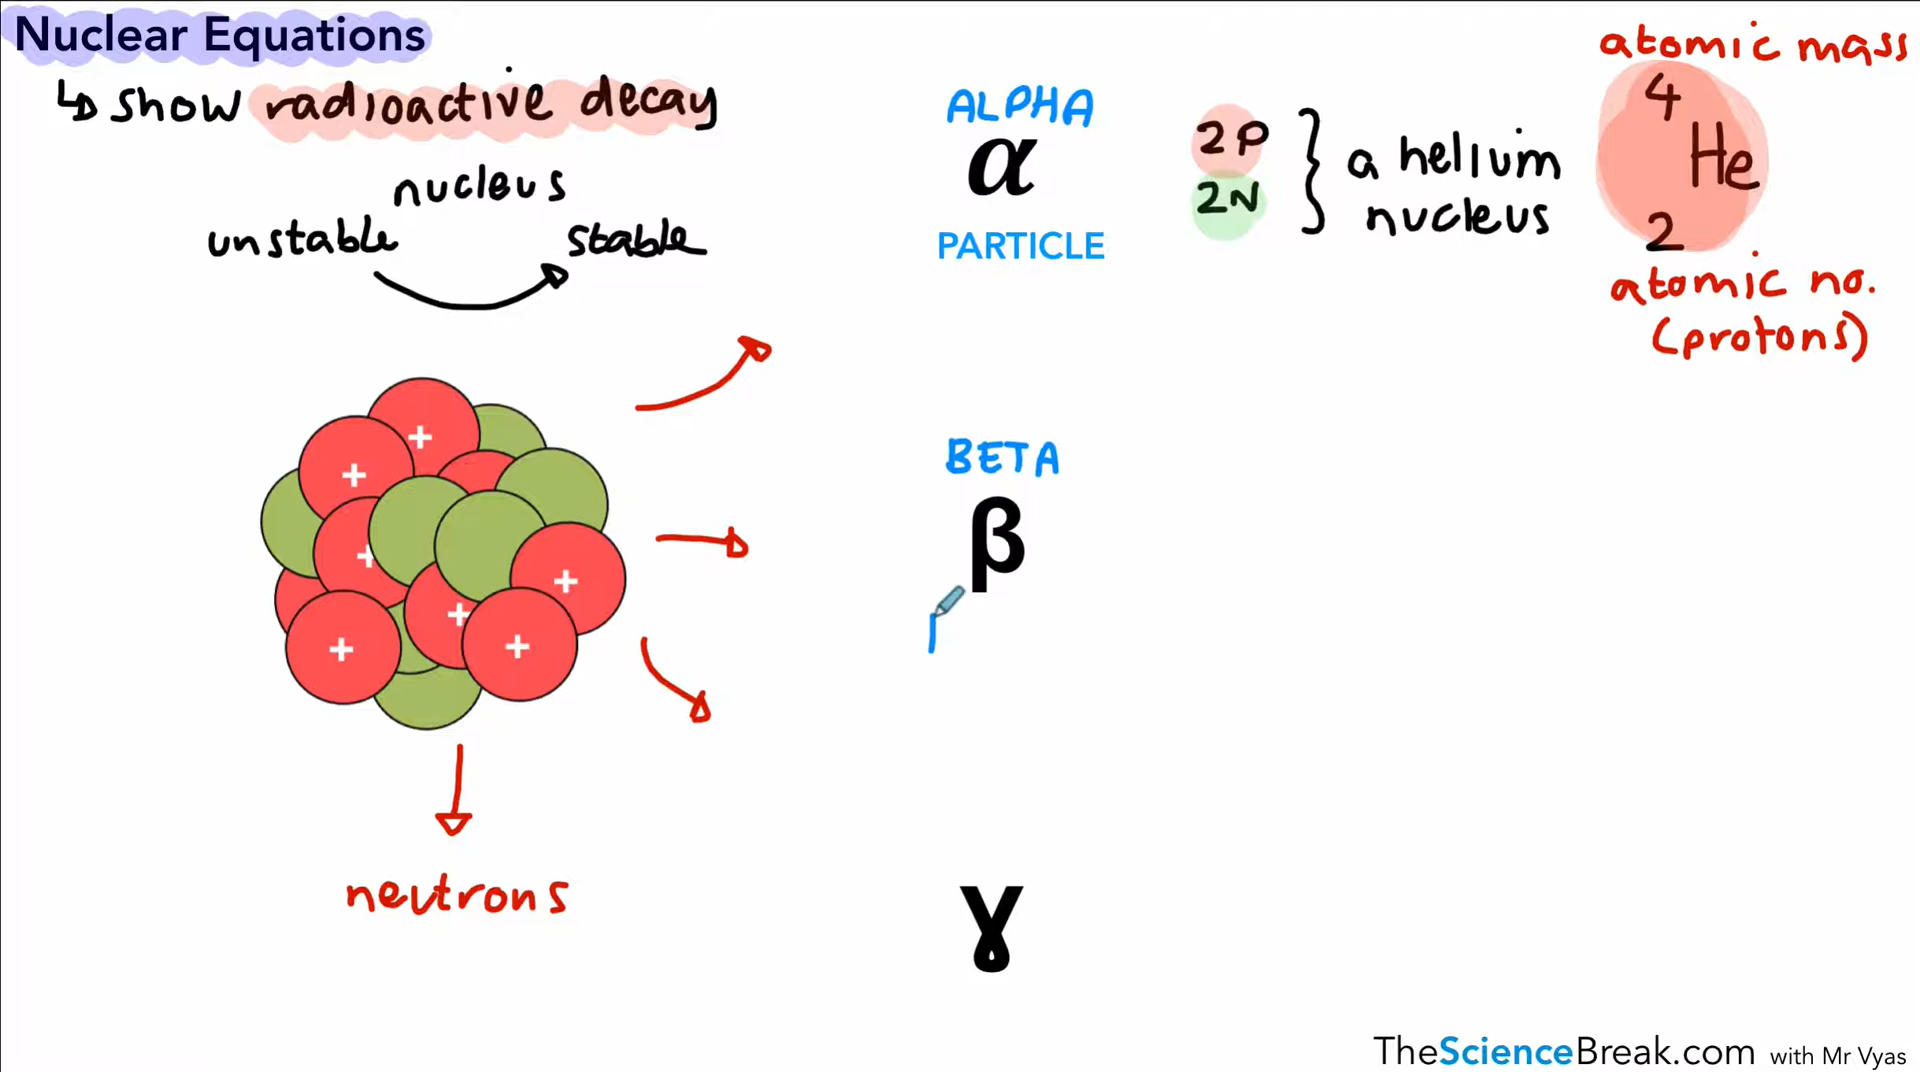 Nuclear Equations
↳ show radioactive decay
nucleus
unstable stable
+
+
+
+
+
+
+
neutrons
ALPHA
α
PARTICLE
2P
2N
a helium
nucleus
atomic mass
4
He
2
atomic no.
(protons)
BETA
β
γ
TheScienceBreak.com with Mr Vyas